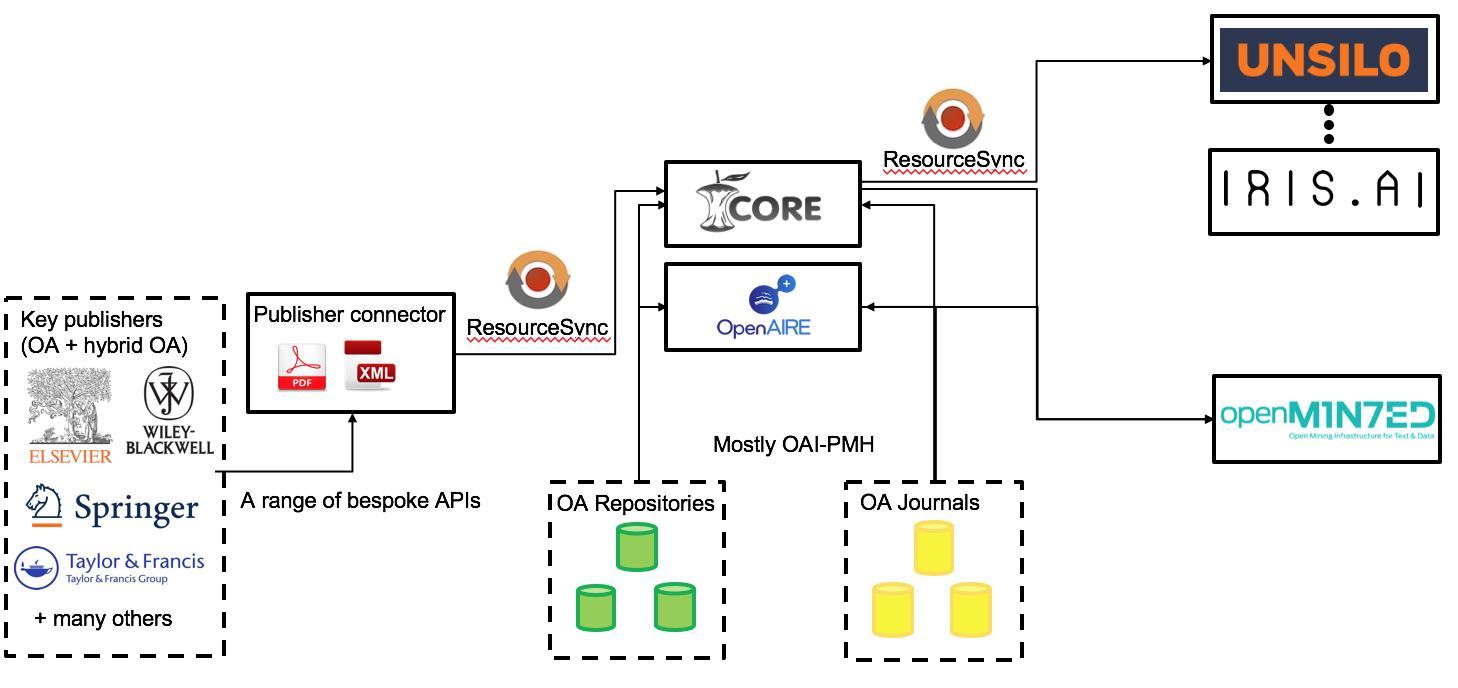 UNSILO
ResourceSync
IRIS.AI
CORE
Key publishers
(OA + hybrid OA)
ELSEVIER
WILEY-
BLACKWELL
Springer
Taylor & Francis
Taylor & Francis Group
+ many others
Publisher connector
PDF
XML
ResourceSync
OpenAIRE
+
openM1N7ED
Open Mining Infrastructure for Text & Data
A range of bespoke APIs
Mostly OAI-PMH
OA Repositories
OA Journals